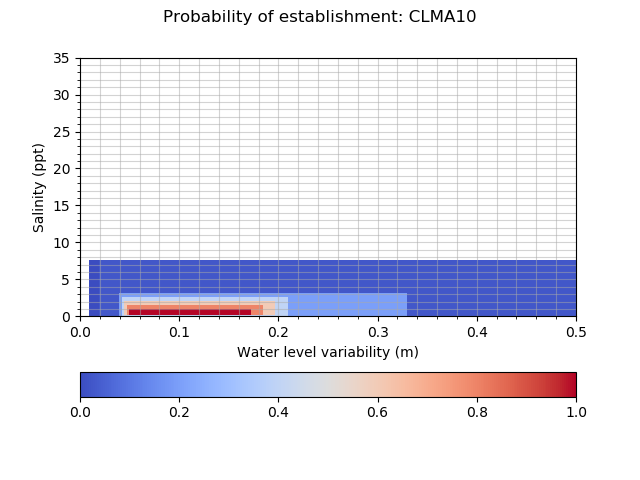 Probability of establishment: CLMA10
35
30
25
20
15
10
5
0
Salinity (ppt)
0.0 0.1 0.2 0.3 0.4 0.5
Water level variability (m)
0.0 0.2 0.4 0.6 0.8 1.0